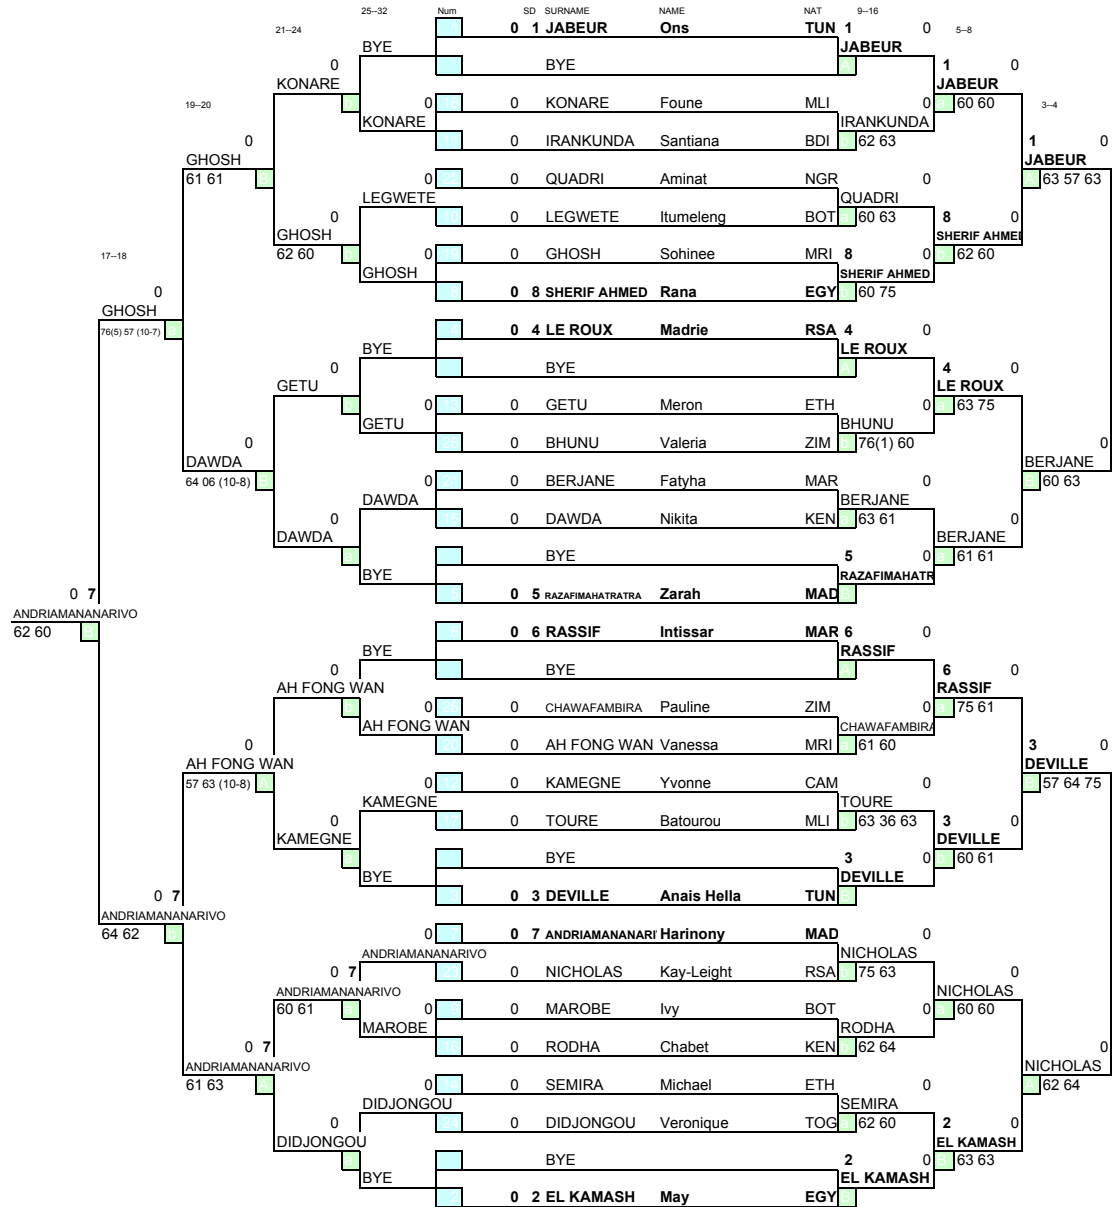 25--32 Num SD SURNAME NAME NAT 9--16
21--24 0 1 JABEUR Ons TUN 1 0 5--8
BYE JABEUR
0 BYE 1 0
KONARE JABEUR
19--20 0 0 KONARE Foune MLI 0 60 60 3--4
KONARE IRANKUNDA
0 0 IRANKUNDA Santiana BDI 62 63 1 0
GHOSH JABEUR
61 61 0 0 QUADRI Aminat NGR 0 63 57 63
LEGWETE QUADRI
0 0 LEGWETE Itumeleng BOT 60 63 8 0
GHOSH SHERIF AHMED
17--18 62 60 0 0 GHOSH Sohinee MRI 8 0 62 60
GHOSH SHERIF AHMED
0 0 8 SHERIF AHMED Rana EGY 60 75
GHOSH
76(5) 57 (10-7) 0 4 LE ROUX Madrie RSA 4 0
BYE LE ROUX
0 BYE 4 0
GETU LE ROUX
0 0 GETU Meron ETH 0 63 75
GETU BHUNU
0 0 BHUNU Valeria ZIM 76(1) 60 0
DAWDA BERJANE
64 06 (10-8) 0 0 BERJANE Fatyha MAR 0 60 63
DAWDA BERJANE
0 0 DAWDA Nikita KEN 63 61 0
DAWDA BERJANE
BYE 5 0 61 61
BYE RAZAFIMAHATR
0 7 0 5 RAZAFIMAHATRATRA Zarah MAD
ANDRIAMANANARIVO
62 60 0 6 RASSIF Intissar MAR 6 0
BYE RASSIF
0 BYE 6 0
AH FONG WAN RASSIF
0 0 CHAWAFAMBIRA Pauline ZIM 0 75 61
AH FONG WAN CHAWAFAMBIRA
0 0 AH FONG WAN Vanessa MRI 61 60 3 0
AH FONG WAN DEVILLE
57 63 (10-8) 0 0 KAMEGNE Yvonne CAM 0 57 64 75
KAMEGNE TOURE
0 0 TOURE Batourou MLI 63 36 63 3 0
KAMEGNE DEVILLE
BYE 3 0 60 61
BYE DEVILLE
0 7 0 3 DEVILLE Anais Hella TUN
ANDRIAMANANARIVO
64 62 0 0 7 ANDRIAMANANARI Harinony MAD 0
ANDRIAMANANARIVO NICHOLAS
0 7 0 NICHOLAS Kay-Leight RSA 75 63 0
ANDRIAMANANARIVO NICHOLAS
60 61 0 0 MAROBE Ivy BOT 0 60 60
MAROBE RODHA
0 7 0 RODHA Chabet KEN 62 64 0
ANDRIAMANANARIVO NICHOLAS
61 63 0 0 SEMIRA Michael ETH 0 62 64
DIDJONGOU SEMIRA
0 0 DIDJONGOU Veronique TOG 62 60 2 0
DIDJONGOU EL KAMASH
BYE 2 0 63 63
BYE EL KAMASH
0 2 EL KAMASH May EGY